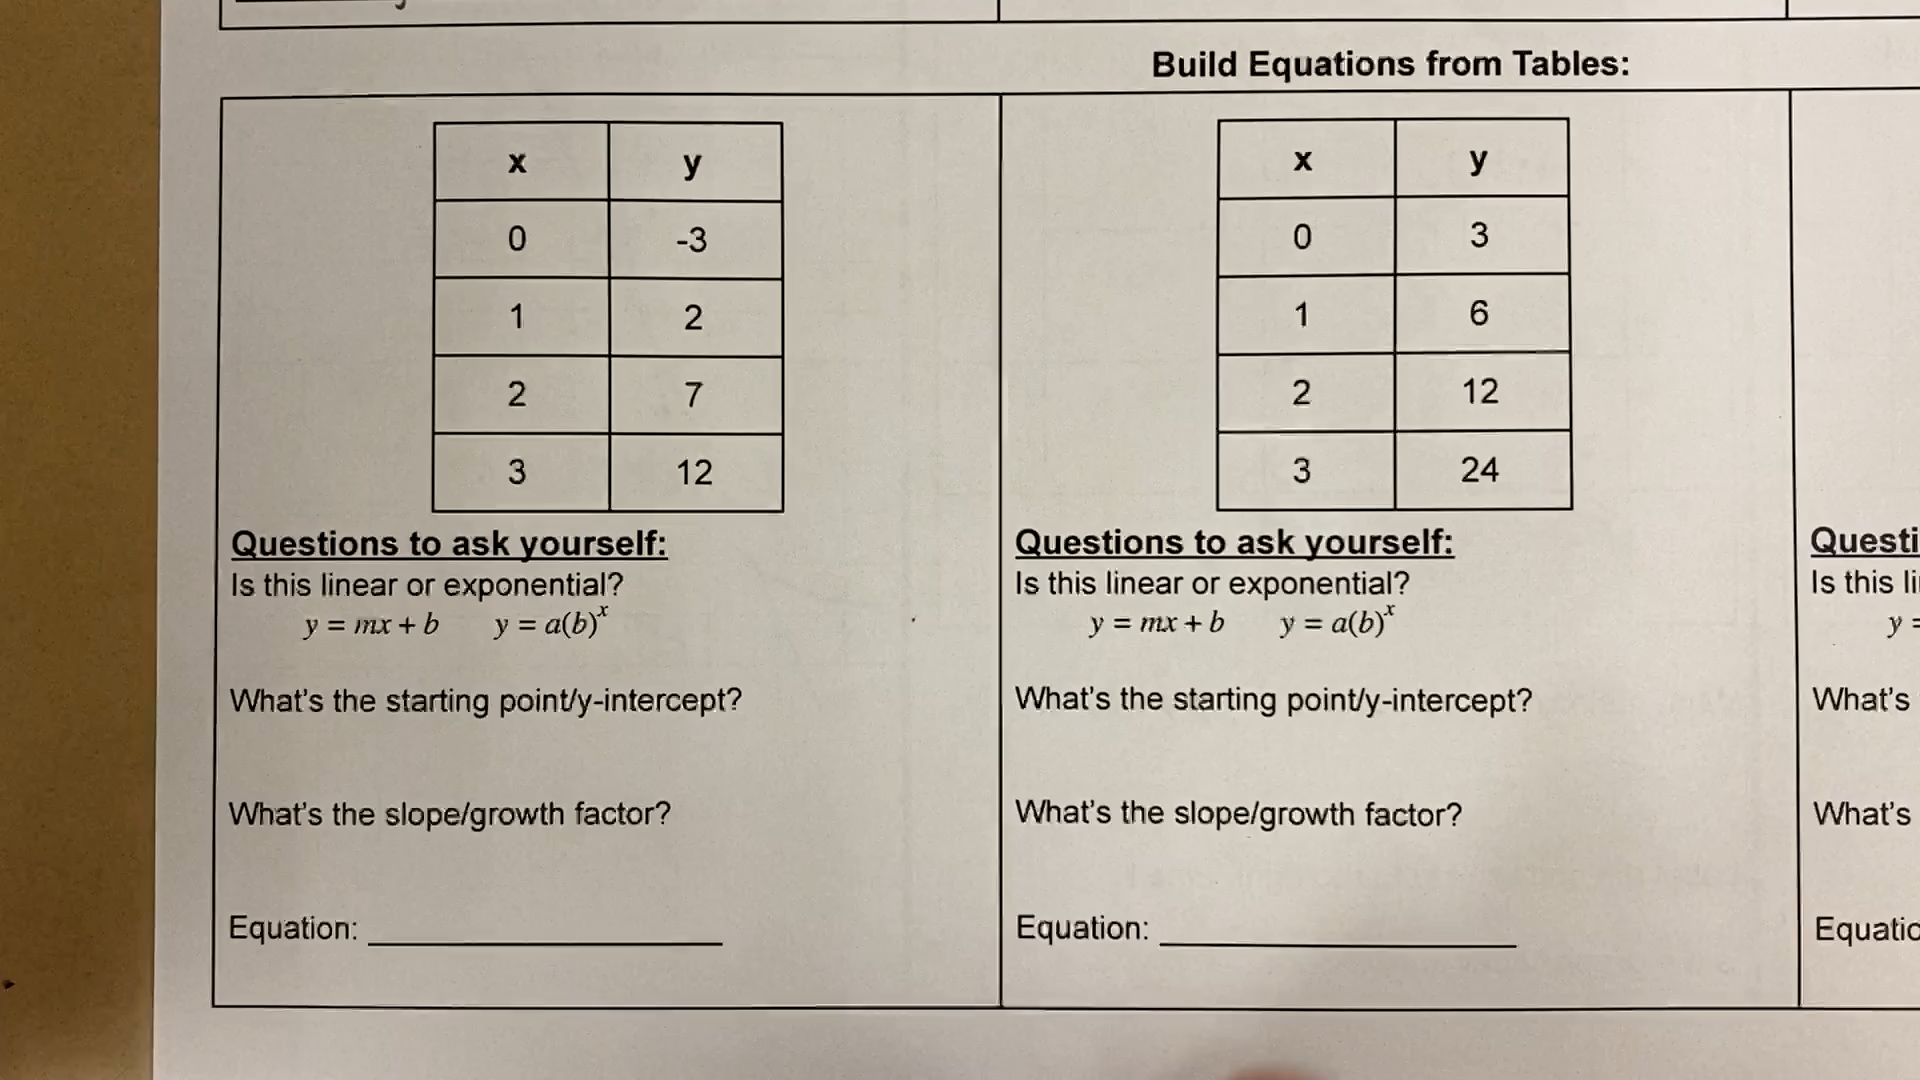 Build Equations from Tables:
x y
0 -3
1 2
2 7
3 12
Questions to ask yourself:
Is this linear or exponential?
y = mx + b y = a(b)^x
What's the starting point/y-intercept?
What's the slope/growth factor?
Equation:
x y
0 3
1 6
2 12
3 24
Questions to ask yourself:
Is this linear or exponential?
y = mx + b y = a(b)^x
What's the starting point/y-intercept?
What's the slope/growth factor?
Equation:
Questi
Is this li
y =
What's
What's
Equatio